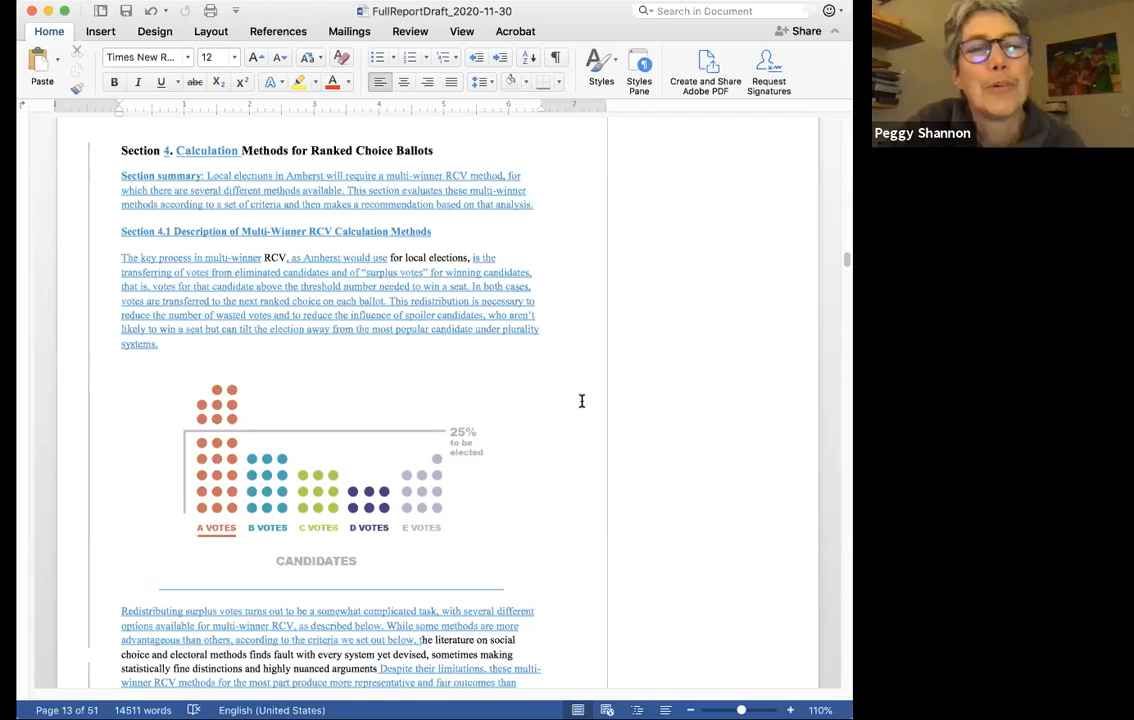 FullReportDraft_2020-11-30
Search in Document
Home Insert Design Layout References Mailings Review View Acrobat
Share
Paste
Times New R... 12
Styles
Styles Pane
Create and Share Adobe PDF
Request Signatures
1 1 2 3 4 5 6 7
Section 4. Calculation Methods for Ranked Choice Ballots
Section summary: Local elections in Amherst will require a multi-winner RCV method, for
which there are several different methods available. This section evaluates these multi-winner
methods according to a set of criteria and then makes a recommendation based on that analysis.
Section 4.1 Description of Multi-Winner RCV Calculation Methods
The key process in multi-winner RCV, as Amherst would use for local elections, is the
transferring of votes from eliminated candidates and of “surplus votes” for winning candidates,
that is, votes for that candidate above the threshold number needed to win a seat. In both cases,
votes are transferred to the next ranked choice on each ballot. This redistribution is necessary to
reduce the number of wasted votes and to reduce the influence of spoiler candidates, who aren’t
likely to win a seat but can tilt the election away from the most popular candidate under plurality
systems.
25%
to be
elected
A VOTES B VOTES C VOTES D VOTES E VOTES
CANDIDATES
Redistributing surplus votes turns out to be a somewhat complicated task, with several different
options available for multi-winner RCV, as described below. While some methods are more
advantageous than others, according to the criteria we set out below, the literature on social
choice and electoral methods finds fault with every system yet devised, sometimes making
statistically fine distinctions and highly nuanced arguments Despite their limitations, these multi-
winner RCV methods for the most part produce more representative and fair outcomes than
Page 13 of 51 14511 words English (United States) 110%
Peggy Shannon